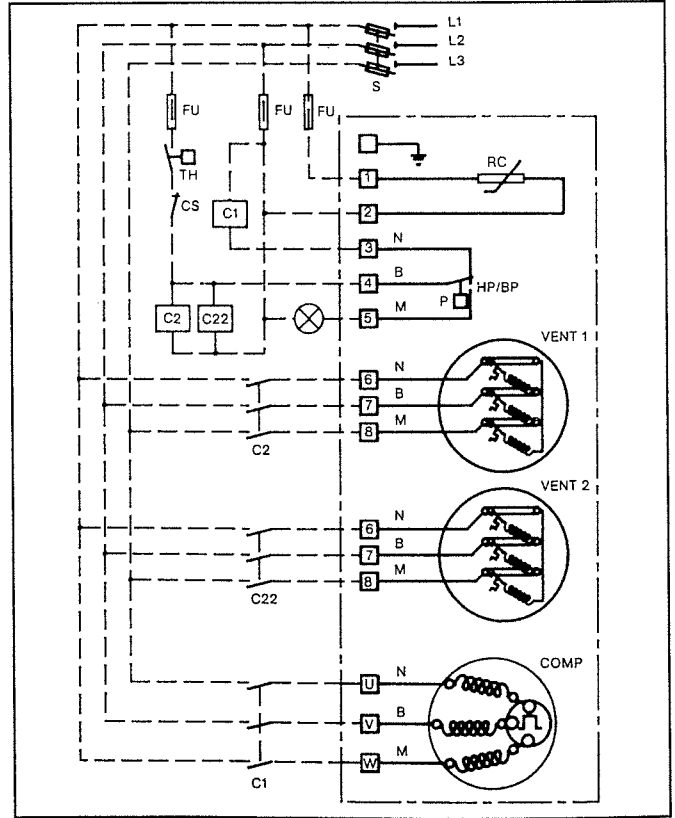 L1
L2
L3
S
FU
FU
FU
RC
TH
1
CS
C1
2
3
N
4
B
HP/BP
P
C2
C22
5
M
VENT 1
6
N
7
B
8
M
C2
VENT 2
6
N
7
B
8
M
C22
COMP
U
N
V
B
W
M
C1